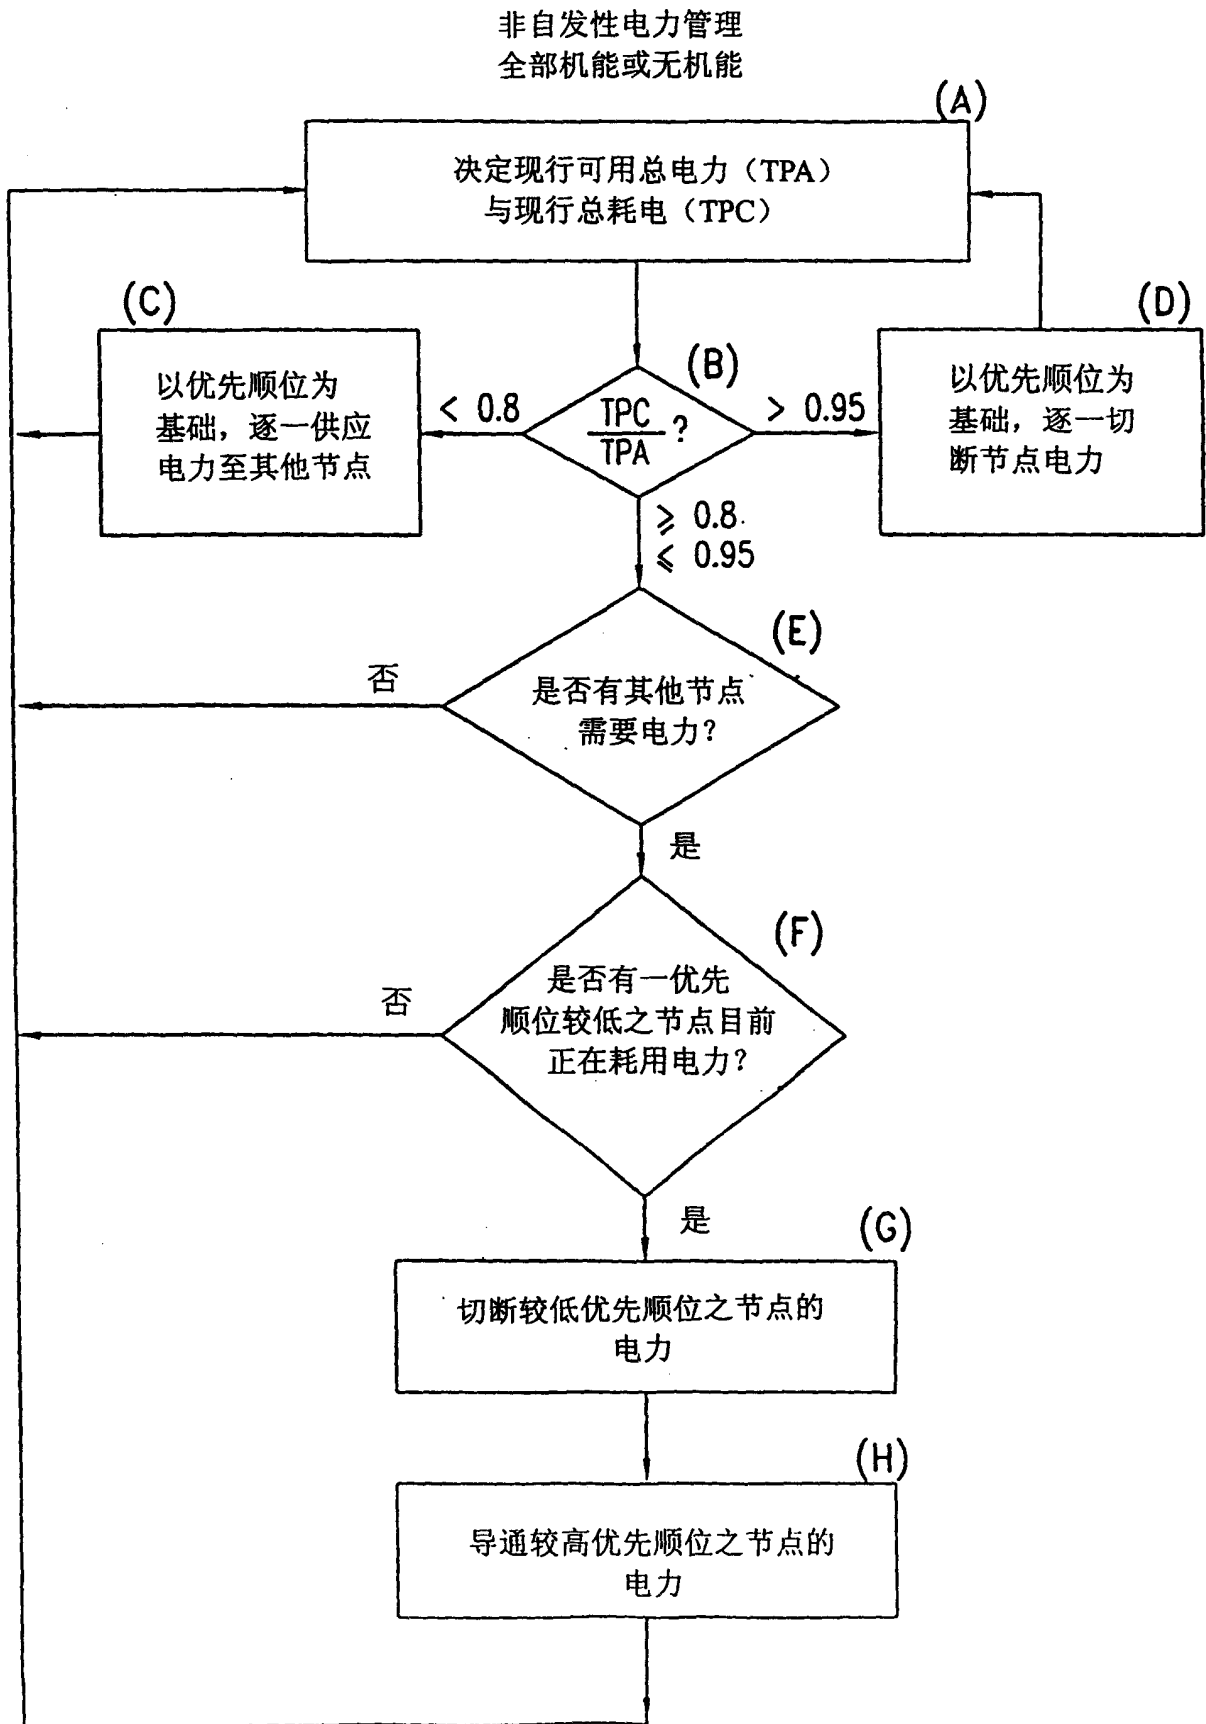 非自发性电力管理
全部机能或无机能
(A)
决定现行可用总电力（TPA）
与现行总耗电（TPC）
(C)
以优先顺位为
基础，逐一供应
电力至其他节点
(B)
< 0.8
TPC
TPA
?
> 0.95
(D)
以优先顺位为
基础，逐一切
断节点电力
≥ 0.8
≤ 0.95
(E)
否
是否有其他节点
需要电力？
是
(F)
否
是否有一优先
顺位较低之节点目前
正在耗用电力？
是
(G)
切断较低优先顺位之节点的
电力
(H)
导通较高优先顺位之节点的
电力